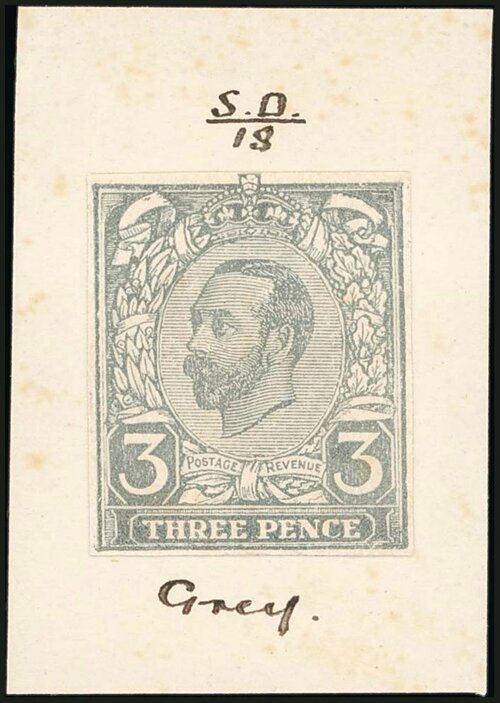 S.D.
18
3 POSTAGE REVENUE 3
THREE PENCE
Grey.